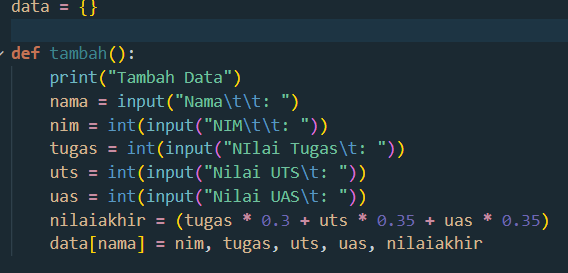 data = {}
def tambah():
    print("Tambah Data")
    nama = input("Nama\t\t: ")
    nim = int(input("NIM\t\t: "))
    tugas = int(input("NIlai Tugas\t: "))
    uts = int(input("Nilai UTS\t: "))
    uas = int(input("Nilai UAS\t: "))
    nilaiakhir = (tugas * 0.3 + uts * 0.35 + uas * 0.35)
    data[nama] = nim, tugas, uts, uas, nilaiakhir